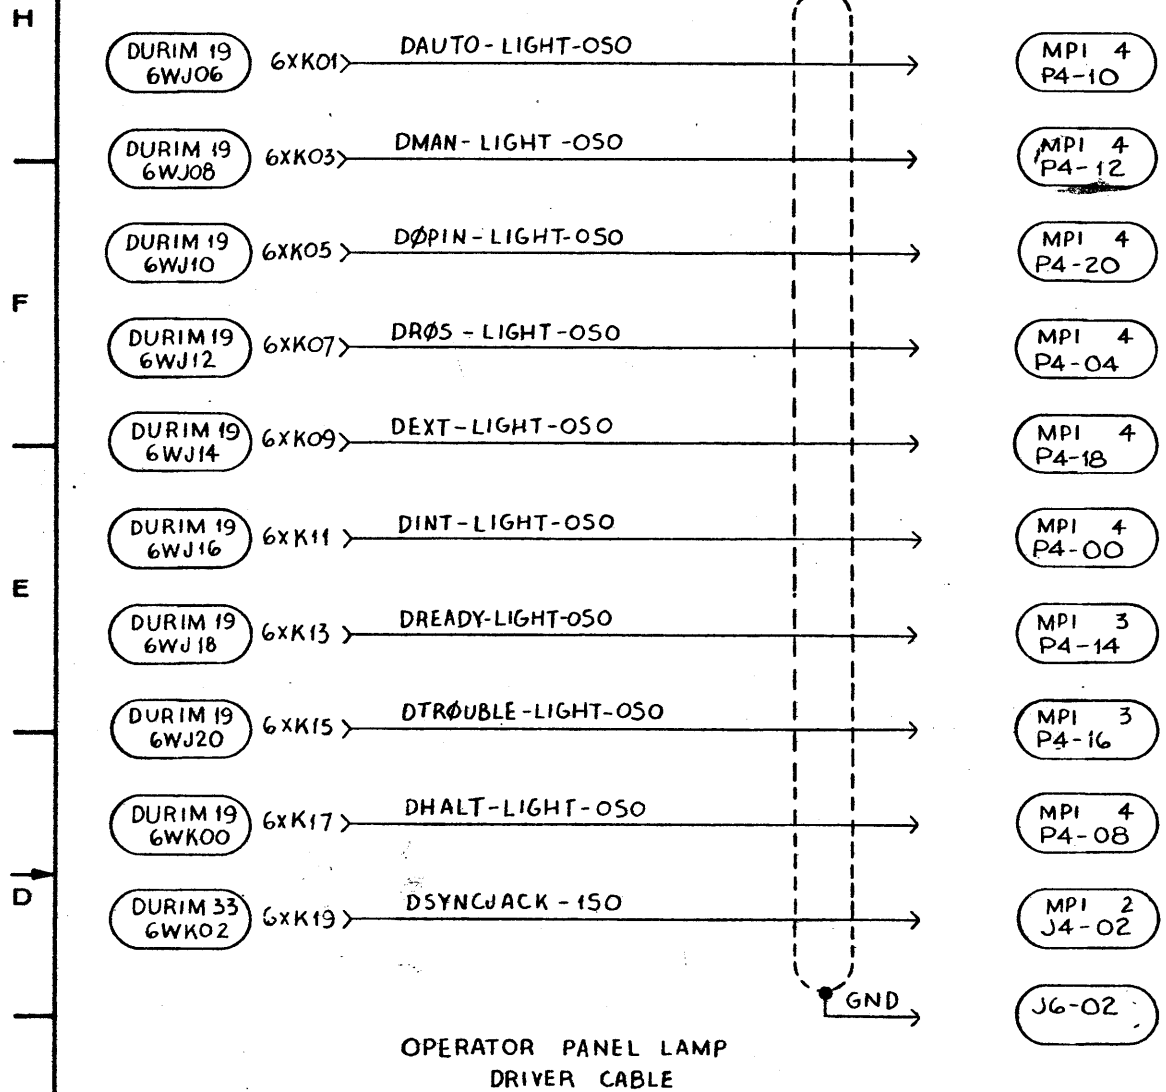 H
DURIM 19 6XK01 DAUTO-LIGHT-OSO MPI 4
6WJ06 P4-10
DURIM 19 6XK03 DMAN-LIGHT-OSO MPI 4
6WJ08 P4-12
DURIM 19 6XK05 DØPIN-LIGHT-OSO MPI 4
6WJ10 P4-20
F
DURIM 19 6XK07 DRØS-LIGHT-OSO MPI 4
6WJ12 P4-04
DURIM 19 6XK09 DEXT-LIGHT-OSO MPI 4
6WJ14 P4-18
DURIM 19 6XK11 DINT-LIGHT-OSO MPI 4
6WJ16 P4-00
E
DURIM 19 6XK13 DREADY-LIGHT-OSO MPI 3
6WJ18 P4-14
DURIM 19 6XK15 DTRØUBLE-LIGHT-OSO MPI 3
6WJ20 P4-16
DURIM 19 6XK17 DHALT-LIGHT-OSO MPI 4
6WK00 P4-08
D
DURIM 33 6XK19 DSYNCJACK-1SO MPI 2
6WK02 J4-02
GND J6-02
OPERATOR PANEL LAMP
DRIVER CABLE